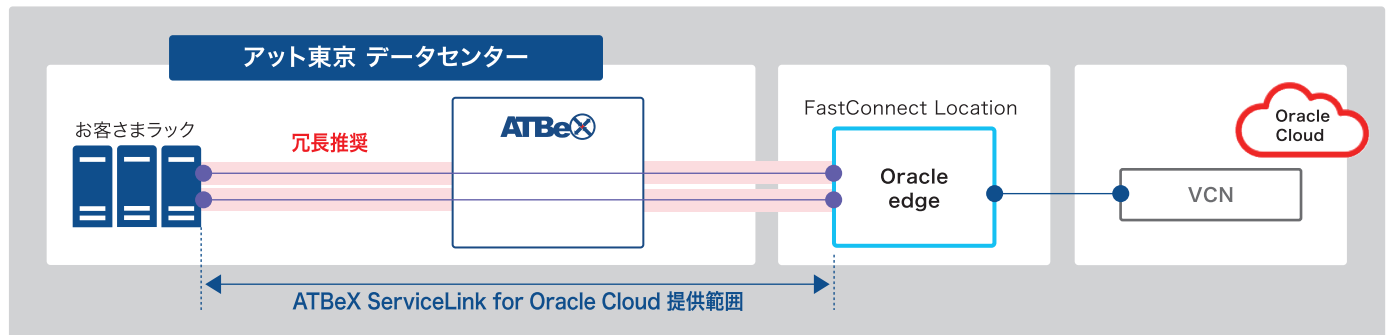 アット東京 データセンター
お客さまラック
冗長推奨
ATBeX
FastConnect Location
Oracle
edge
Oracle
Cloud
VCN
ATBeX ServiceLink for Oracle Cloud 提供範囲